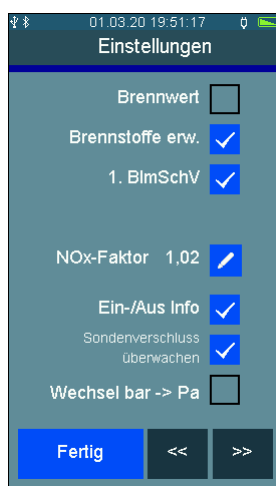 01.03.20 19:51:17
Einstellungen
Brennwert
Brennstoffe erw.
1. BImSchV
NOx-Faktor 1,02
Ein-/Aus Info
Sondenverschluss
überwachen
Wechsel bar -> Pa
Fertig << >>